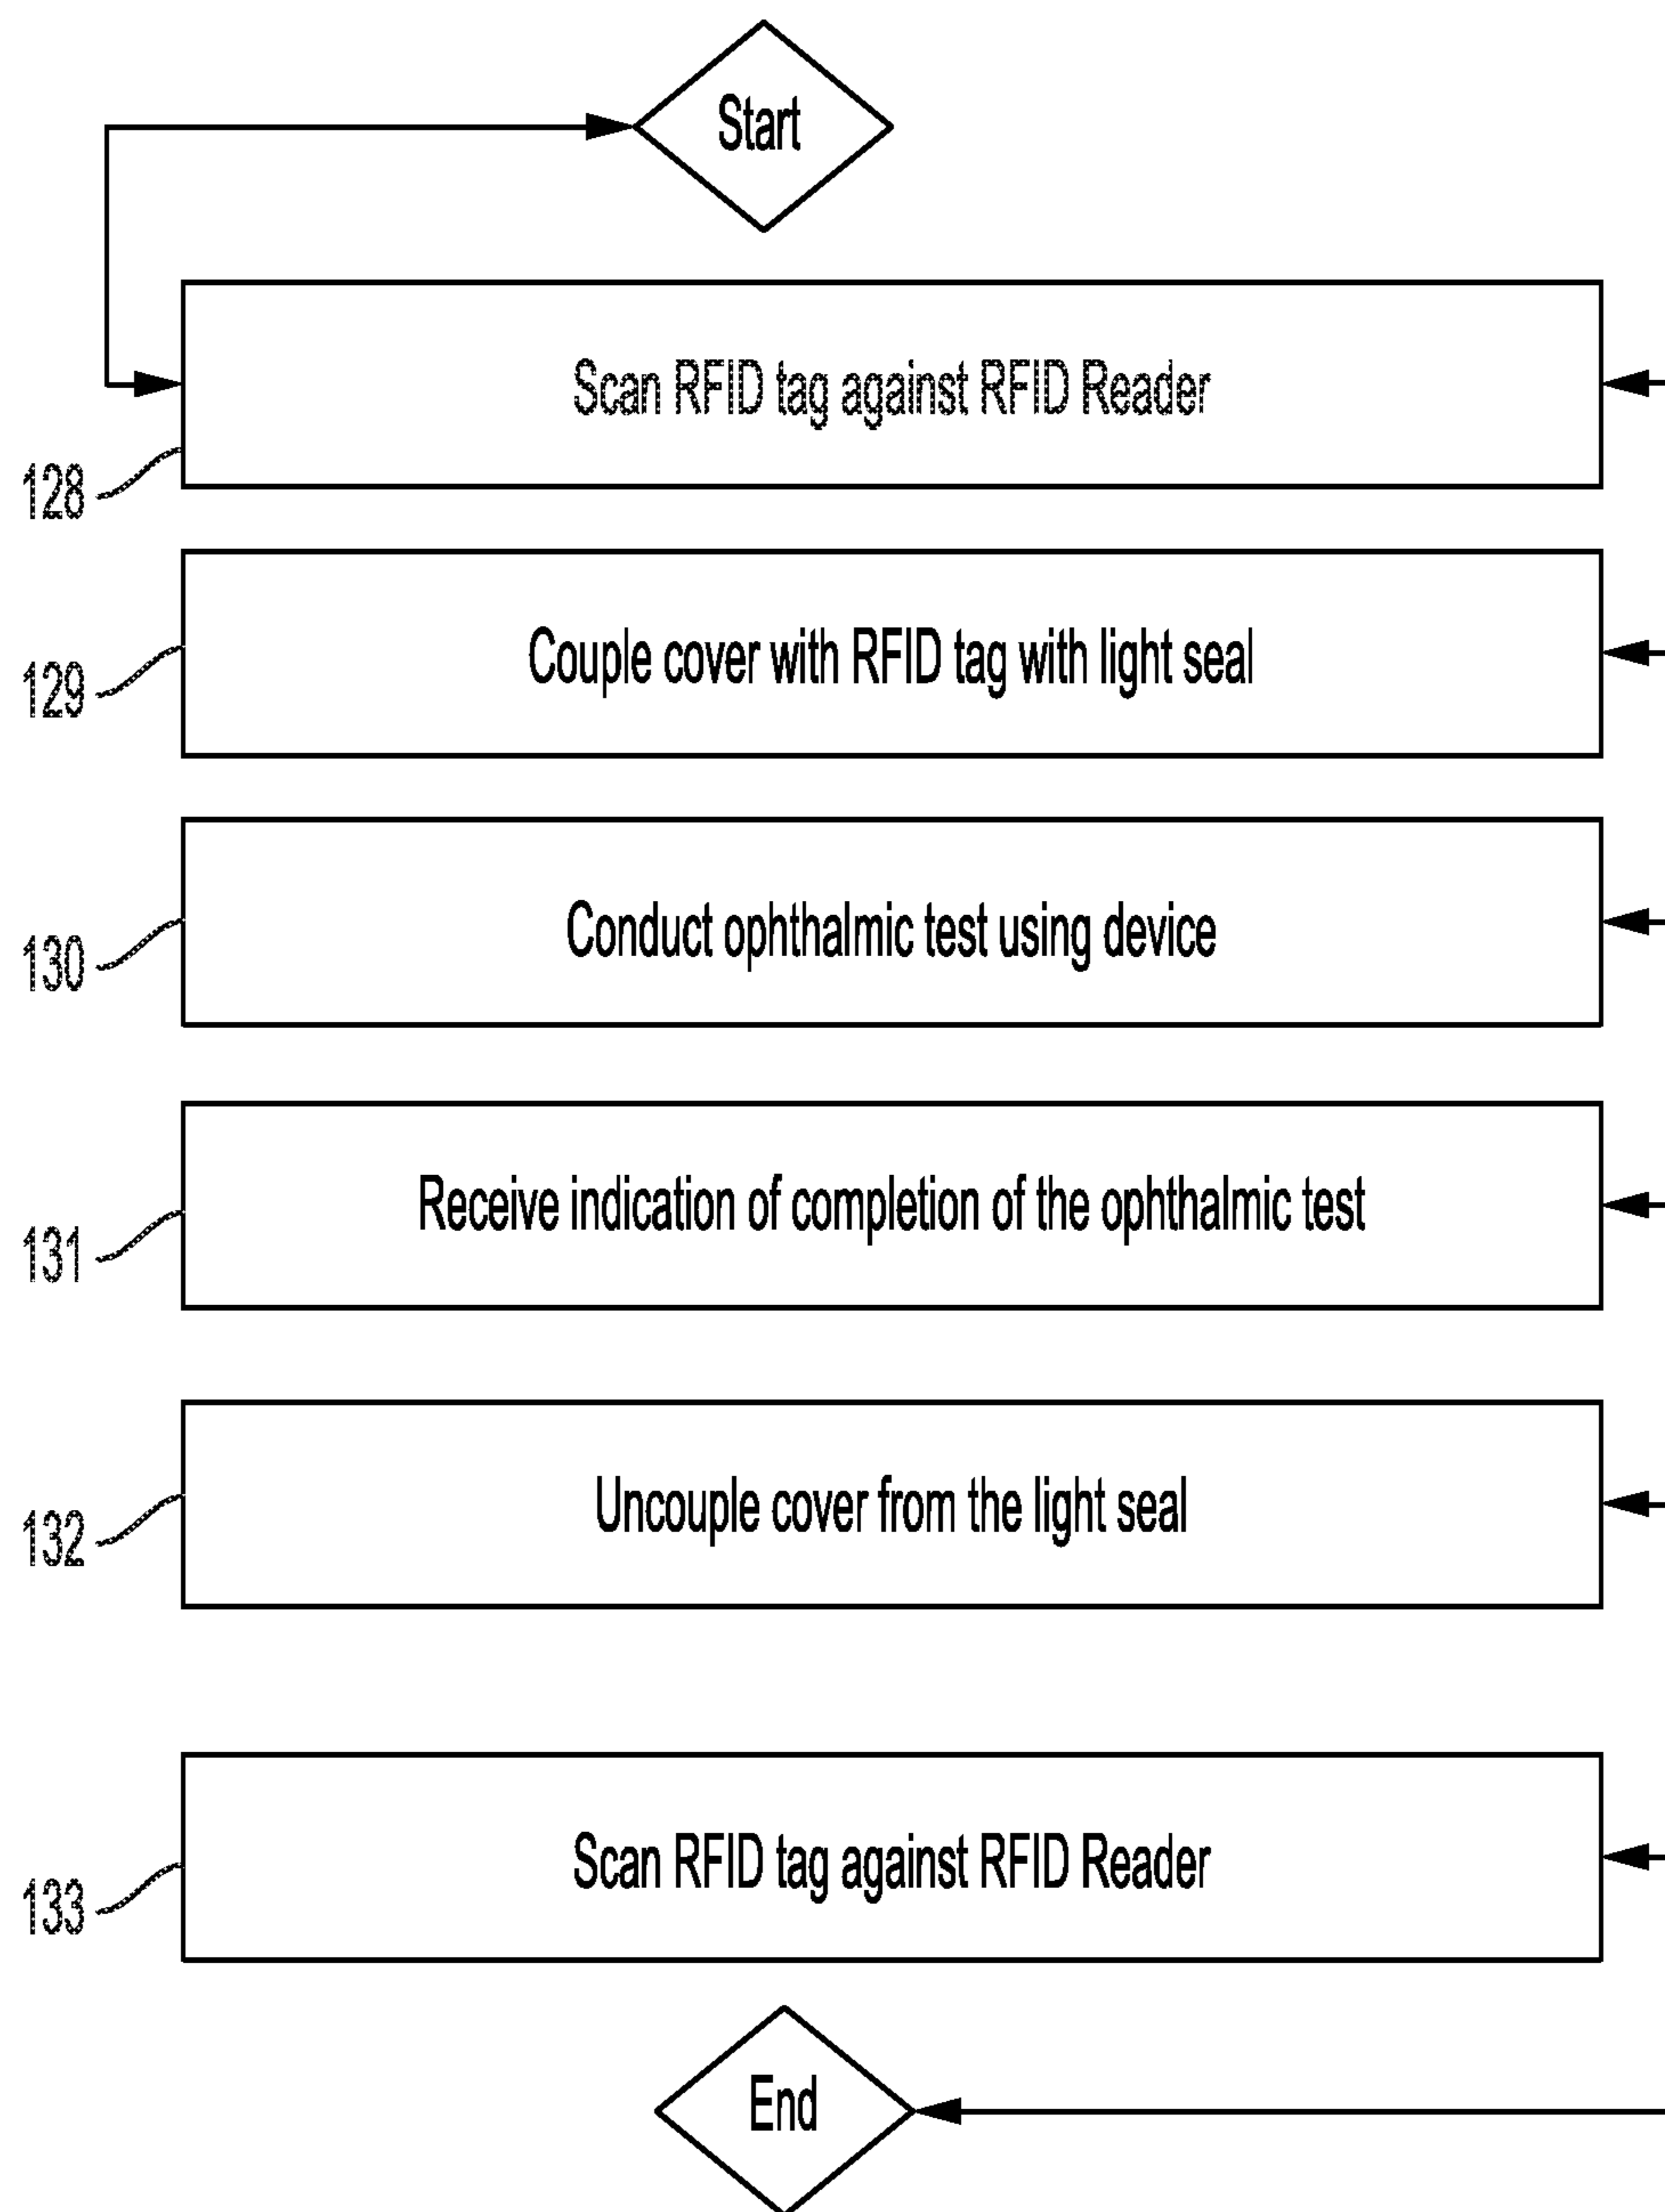 Start
Scan RFID tag against RFID Reader
128
Couple cover with RFID tag with light seal
129
Conduct ophthalmic test using device
130
Receive indication of completion of the ophthalmic test
131
Uncouple cover from the light seal
132
Scan RFID tag against RFID Reader
133
End